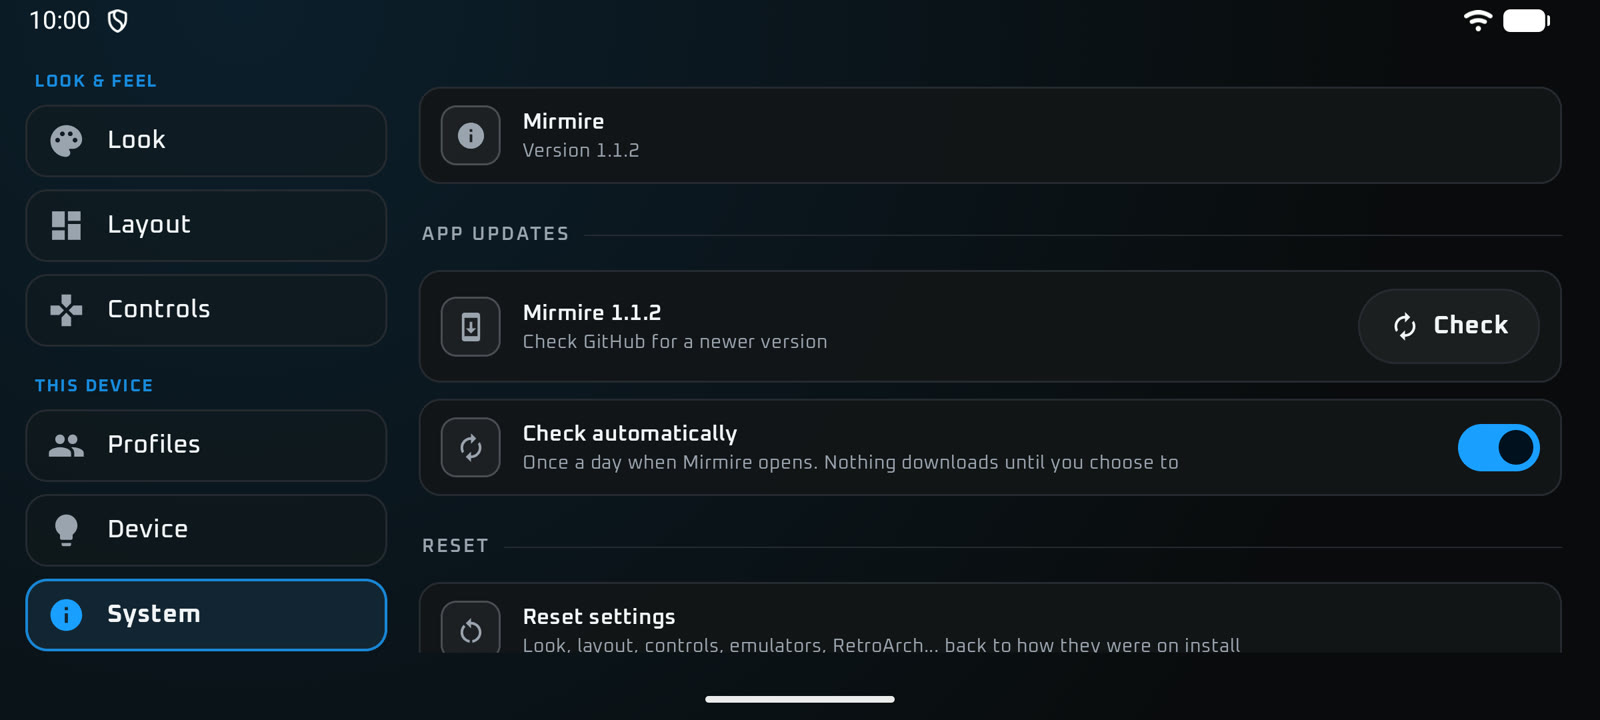 10:00
LOOK & FEEL
Look
Layout
Controls
THIS DEVICE
Profiles
Device
System
Mirmire
Version 1.1.2
APP UPDATES
Mirmire 1.1.2
Check GitHub for a newer version
Check
Check automatically
Once a day when Mirmire opens. Nothing downloads until you choose to
RESET
Reset settings
Look, layout, controls, emulators, RetroArch... back to how they were on install